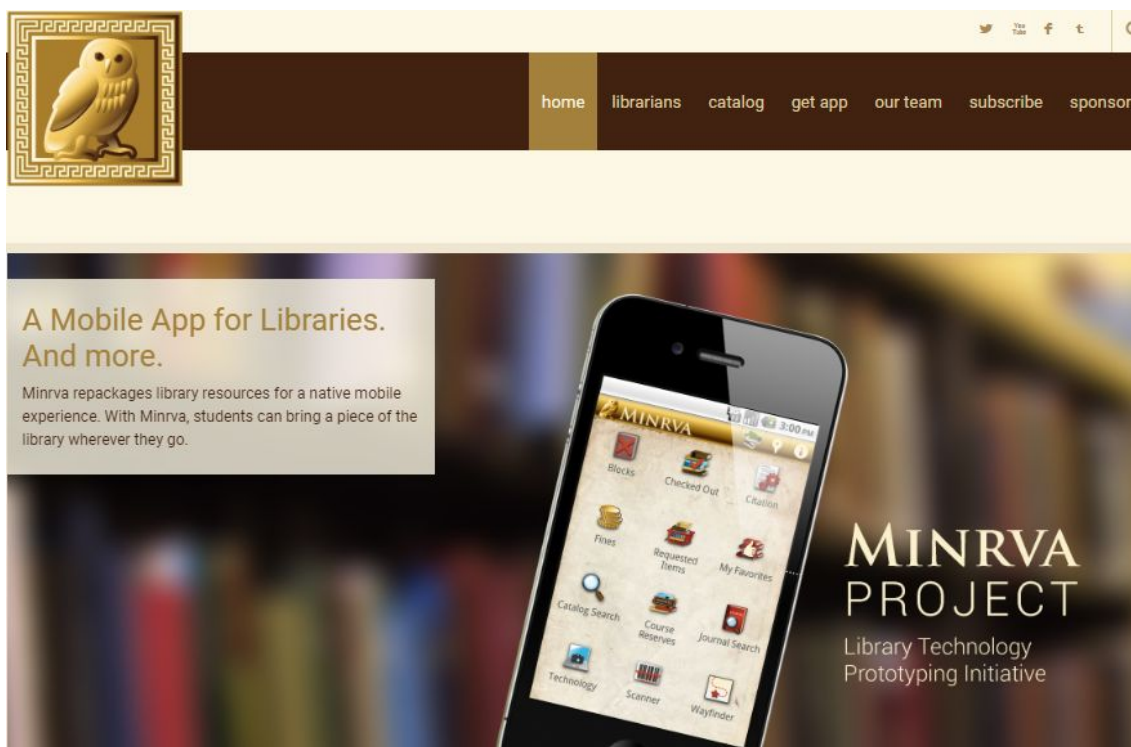 You
Tube
home librarians catalog get app our team subscribe sponsor
A Mobile App for Libraries.
And more.
Minrva repackages library resources for a native mobile
experience. With Minrva, students can bring a piece of the
library wherever they go.
MINRVA
3:00 PM
Blocks
Checked Out
Citation
Fines
Requested
Items
My Favorites
Catalog Search
Course
Reserves
Journal Search
Technology
Scanner
Wayfinder
MINRVA
PROJECT
Library Technology
Prototyping Initiative